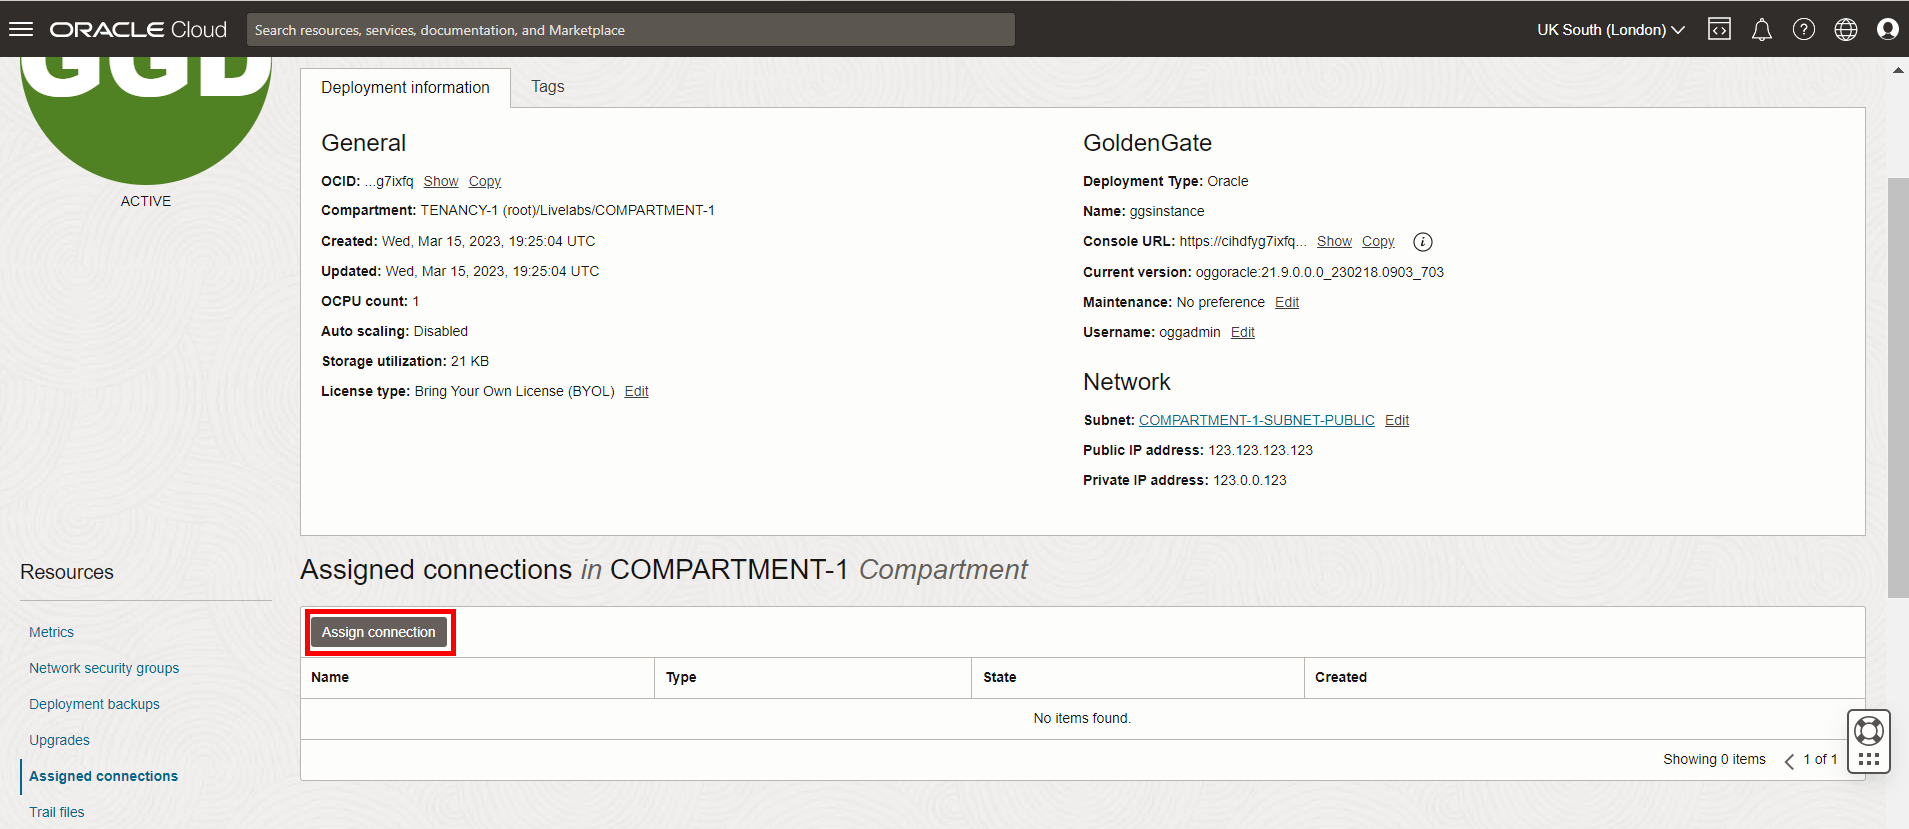 ORACLE Cloud
Search resources, services, documentation, and Marketplace
UK South (London)
GGD
ACTIVE
Deployment information
Tags
General
OCID: ...g7ixfq Show Copy
Compartment: TENANCY-1 (root)/Livelabs/COMPARTMENT-1
Created: Wed, Mar 15, 2023, 19:25:04 UTC
Updated: Wed, Mar 15, 2023, 19:25:04 UTC
OCPU count: 1
Auto scaling: Disabled
Storage utilization: 21 KB
License type: Bring Your Own License (BYOL) Edit
GoldenGate
Deployment Type: Oracle
Name: ggsinstance
Console URL: https://cihdfyg7ixfq... Show Copy
Current version: oggoracle:21.9.0.0.0_230218.0903_703
Maintenance: No preference Edit
Username: oggadmin Edit
Network
Subnet: COMPARTMENT-1-SUBNET-PUBLIC Edit
Public IP address: 123.123.123.123
Private IP address: 123.0.0.123
Resources
Metrics
Network security groups
Deployment backups
Upgrades
Assigned connections
Trail files
Assigned connections in COMPARTMENT-1 Compartment
Assign connection
Name Type State Created
No items found.
Showing 0 items 1 of 1